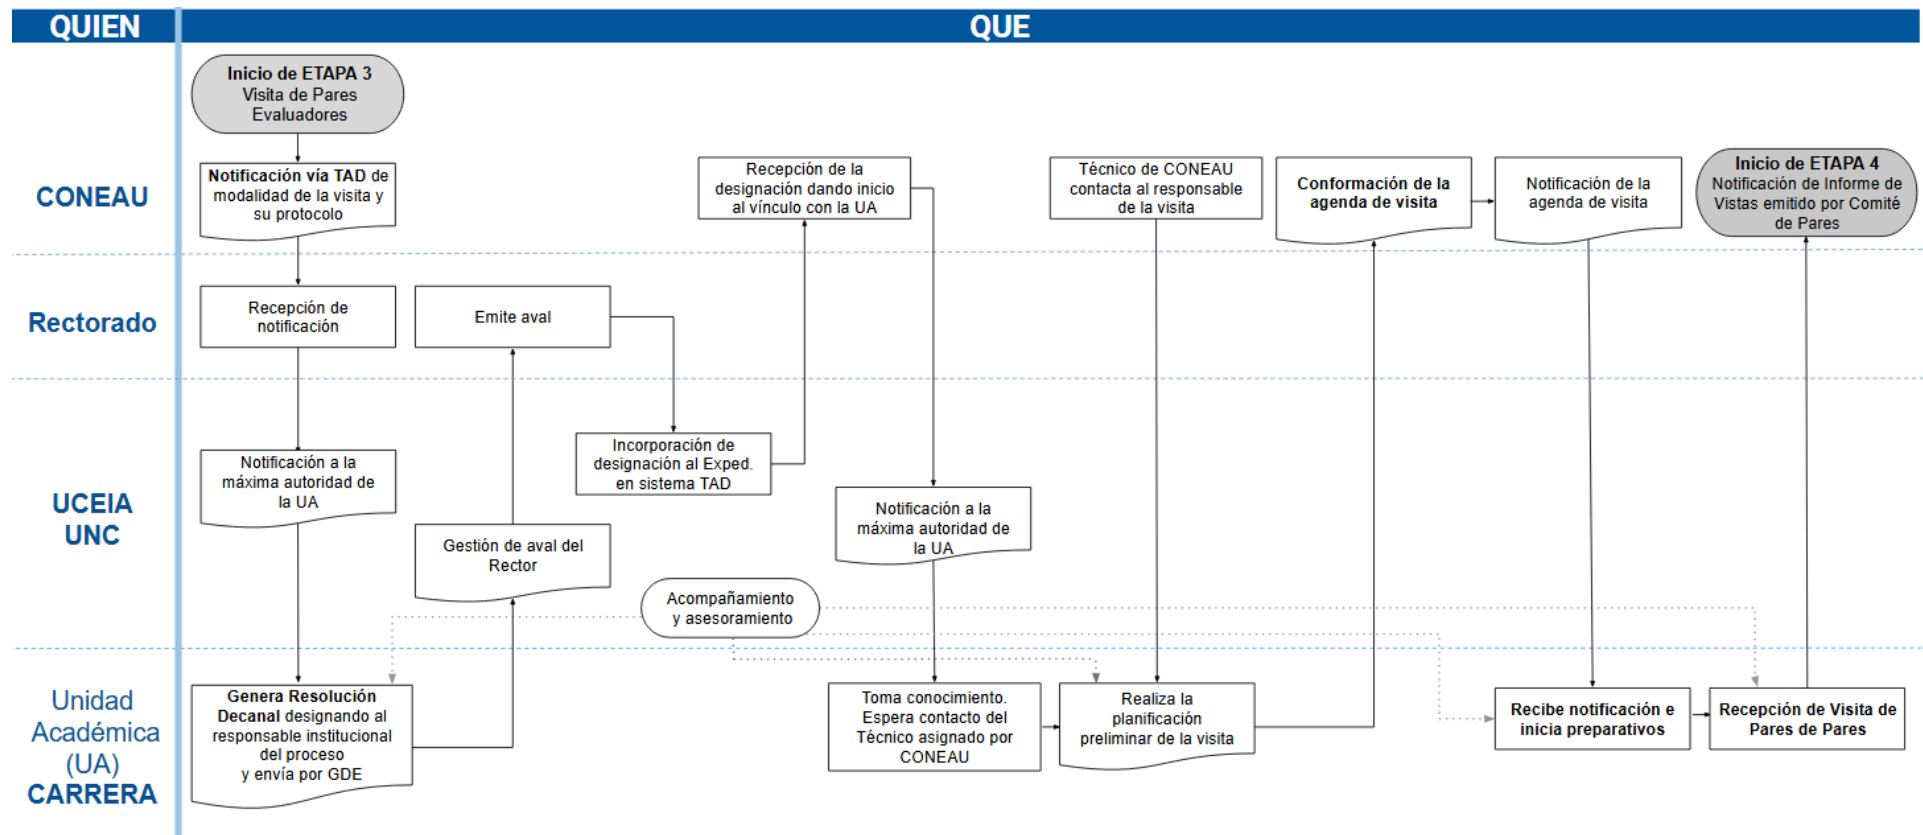 QUIEN
QUE
CONEAU
Inicio de ETAPA 3
Visita de Pares
Evaluadores
Notificación vía TAD de
modalidad de la visita y
su protocolo
Recepción de la
designación dando inicio
al vínculo con la UA
Técnico de CONEAU
contacta al responsable
de la visita
Conformación de la
agenda de visita
Notificación de la
agenda de visita
Inicio de ETAPA 4
Notificación de Informe de
Vistas emitido por Comité
de Pares
Rectorado
Recepción de
notificación
Emite aval
UCEIA
UNC
Notificación a la
máxima autoridad de
la UA
Gestión de aval del
Rector
Incorporación de
designación al Exped.
en sistema TAD
Notificación a la
máxima autoridad de
la UA
Acompañamiento
y asesoramiento
Unidad
Académica
(UA)
CARRERA
Genera Resolución
Decanal designando al
responsable institucional
del proceso
y envía por GDE
Toma conocimiento.
Espera contacto del
Técnico asignado por
CONEAU
Realiza la
planificación
preliminar de la visita
Recibe notificación e
inicia preparativos
Recepción de Visita de
Pares de Pares